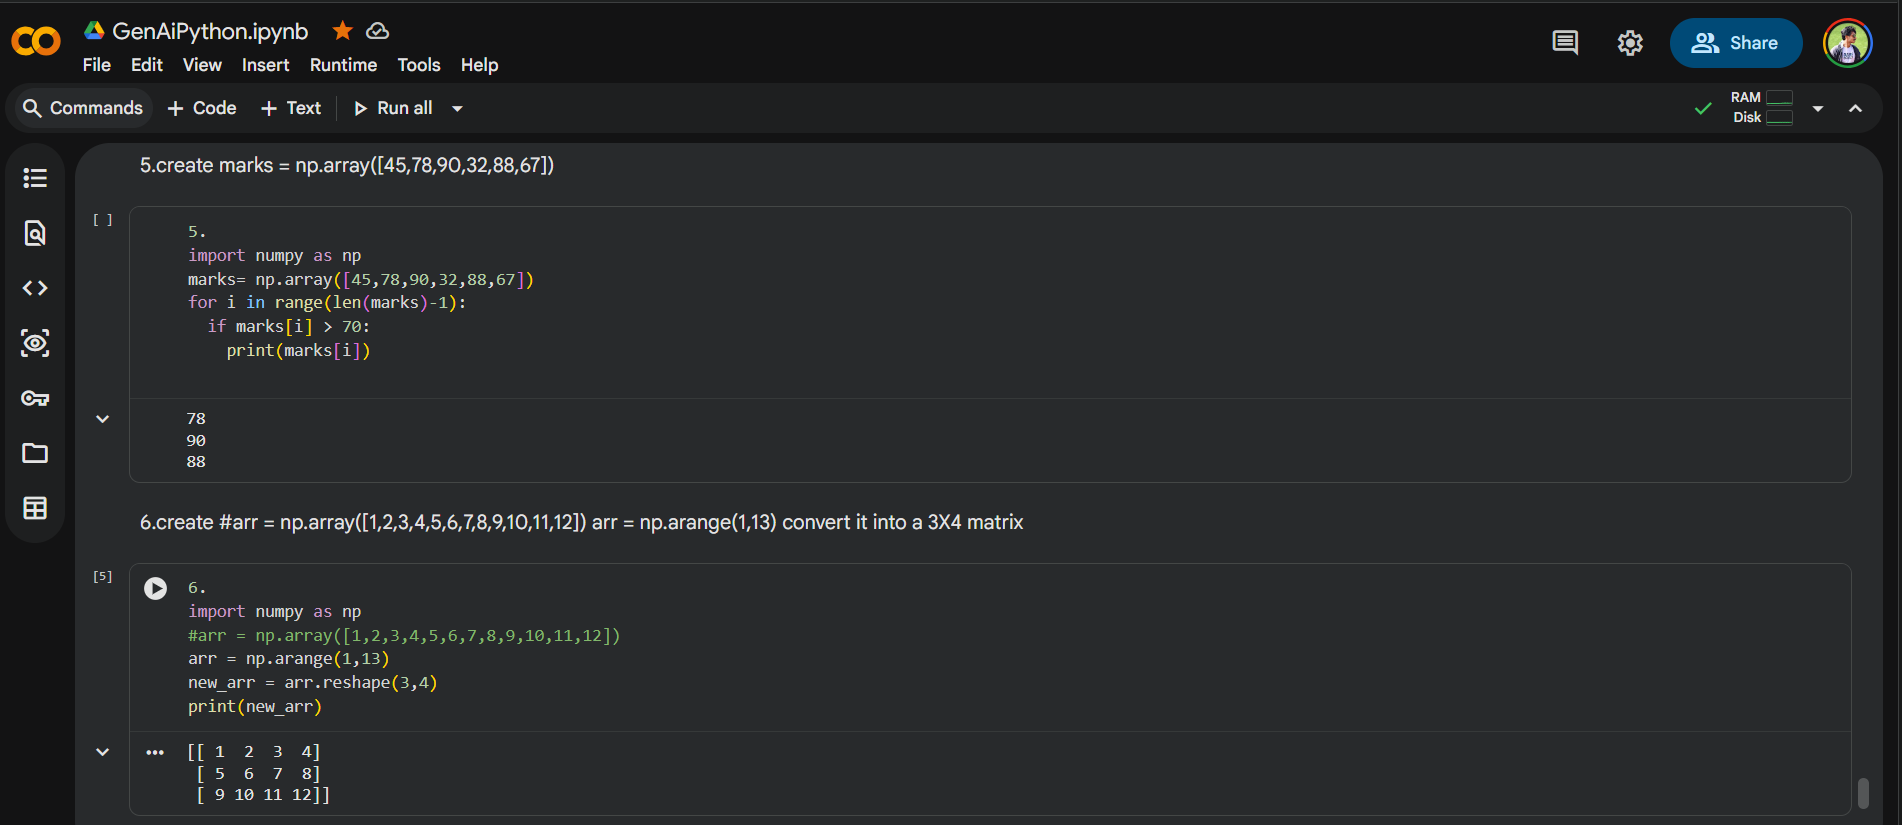 GenAiPython.ipynb
File Edit View Insert Runtime Tools Help
Share
Commands + Code + Text Run all
RAM
Disk
5.create marks = np.array([45,78,90,32,88,67])
[ ]
5.
import numpy as np
marks= np.array([45,78,90,32,88,67])
for i in range(len(marks)-1):
  if marks[i] > 70:
    print(marks[i])
78
90
88
6.create #arr = np.array([1,2,3,4,5,6,7,8,9,10,11,12]) arr = np.arange(1,13) convert it into a 3X4 matrix
[5]
6.
import numpy as np
#arr = np.array([1,2,3,4,5,6,7,8,9,10,11,12])
arr = np.arange(1,13)
new_arr = arr.reshape(3,4)
print(new_arr)
[[ 1  2  3  4]
 [ 5  6  7  8]
 [ 9 10 11 12]]